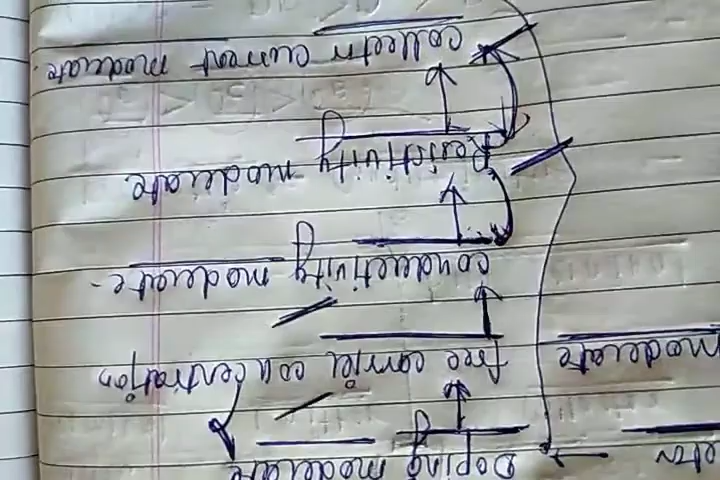 Doping moderate
free carrier concentration
moderate
conductivity moderate.
Resistivity moderate
collector current moderate.